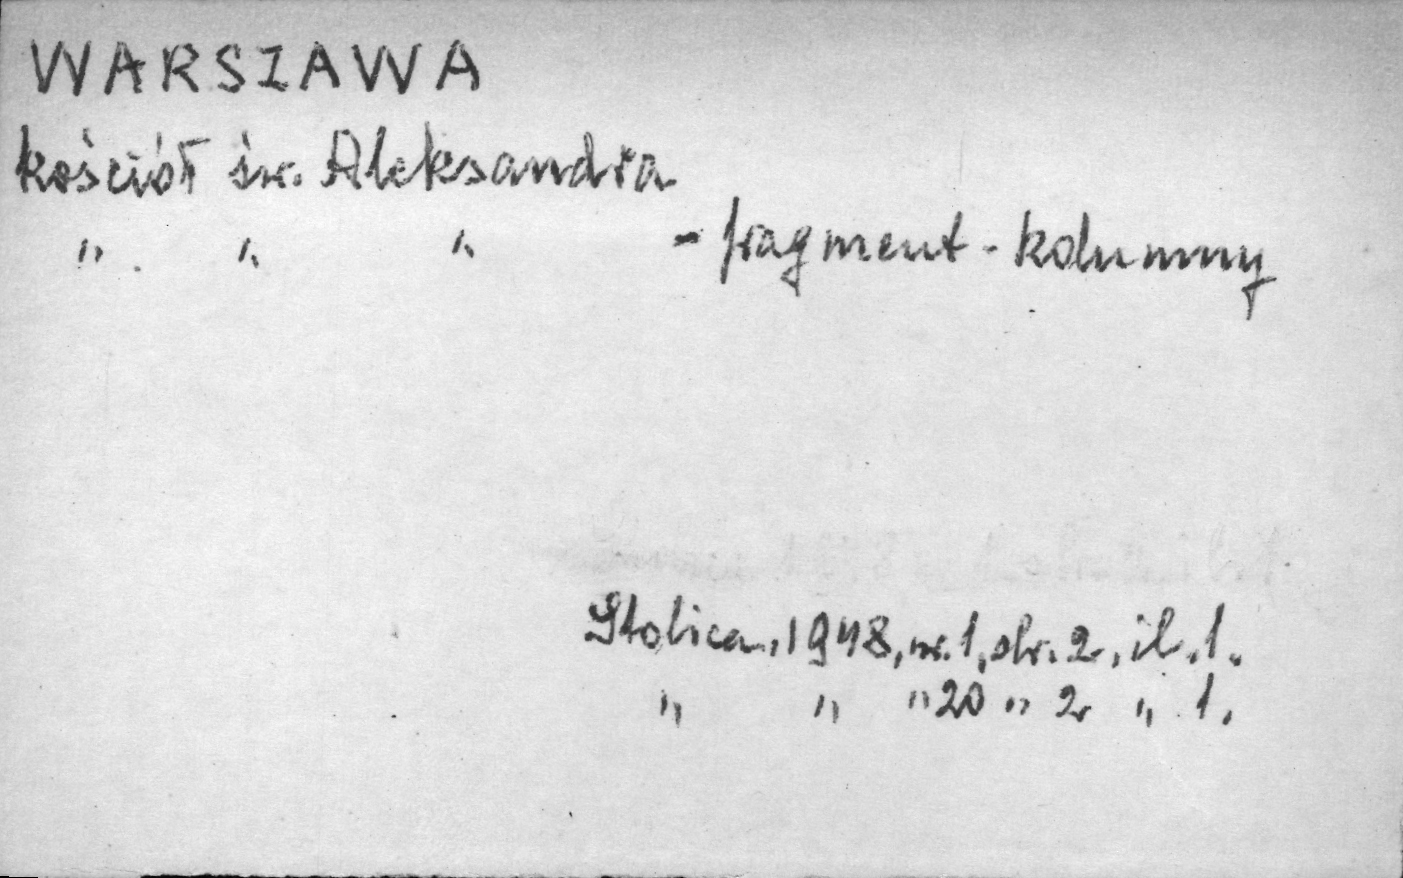 WARSZAWA
kościół św. Aleksandra
" " " - fragment - kolumny
Stolica, 1948, nr. 1, str. 2, il. 1.
" " " 20 " 2 " 1.